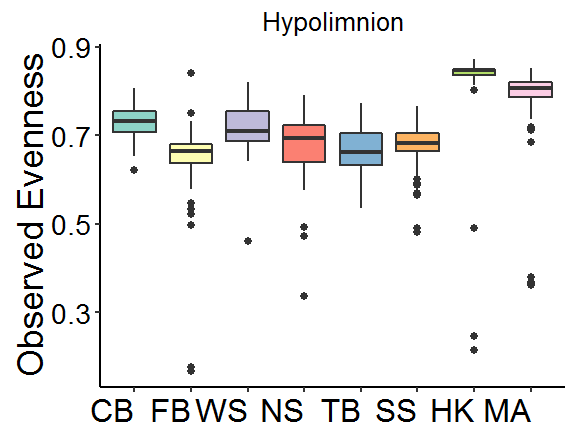 Hypolimnion
Observed Evenness
0.9
0.7
0.5
0.3
CB FB WS NS TB SS HK MA